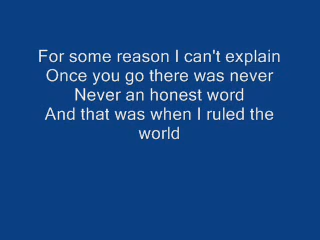 For some reason I can't explain
Once you go there was never
Never an honest word
And that was when I ruled the
world